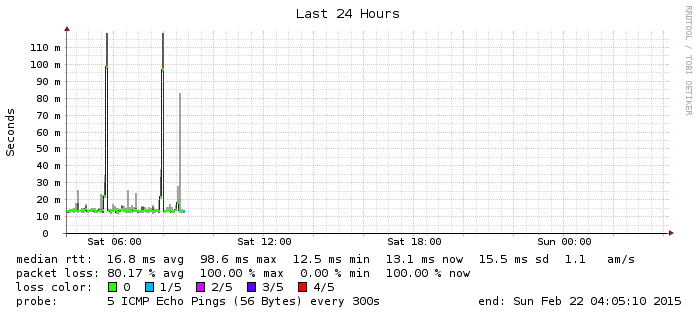 Last 24 Hours
RRDTOOL / TOBI OETIKER
Seconds
110 m
100 m
90 m
80 m
70 m
60 m
50 m
40 m
30 m
20 m
10 m
0
Sat 06:00 Sat 12:00 Sat 18:00 Sun 00:00
median rtt: 16.8 ms avg 98.6 ms max 12.5 ms min 13.1 ms now 15.5 ms sd 1.1 am/s
packet loss: 80.17 % avg 100.00 % max 0.00 % min 100.00 % now
loss color: 0 1/5 2/5 3/5 4/5
probe: 5 ICMP Echo Pings (56 Bytes) every 300s end: Sun Feb 22 04:05:10 2015